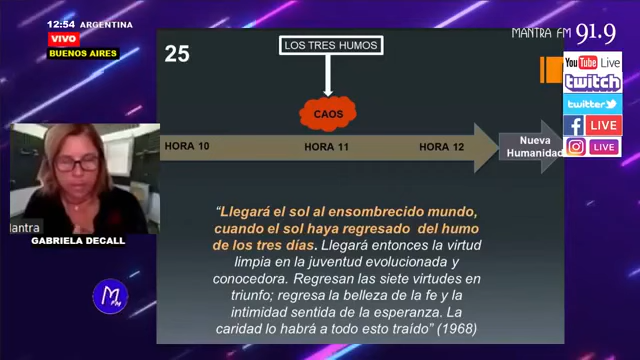 12:54 ARGENTINA
VIVO
BUENOS AIRES
MANTRA FM 91.9
YouTube Live
twitch
twitter
LIVE
LIVE
25
LOS TRES HUMOS
CAOS
HORA 10
HORA 11
HORA 12
Nueva
Humanidad
lantra
GABRIELA DECALL
“Llegará el sol al ensombrecido mundo,
cuando el sol haya regresado del humo
de los tres días. Llegará entonces la virtud
limpia en la juventud evolucionada y
conocedora. Regresan las siete virtudes en
triunfo; regresa la belleza de la fe y la
intimidad sentida de la esperanza. La
caridad lo habrá a todo esto traído” (1968)